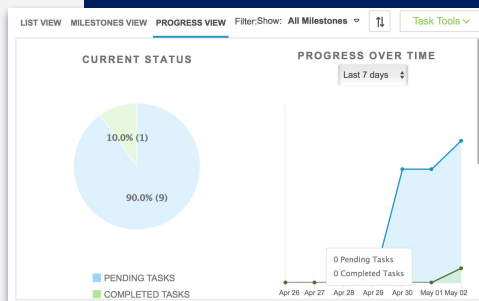 LIST VIEW MILESTONES VIEW PROGRESS VIEW Filter:Show: All Milestones Task Tools
CURRENT STATUS
10.0% (1)
90.0% (9)
PENDING TASKS
COMPLETED TASKS
PROGRESS OVER TIME
Last 7 days
0 Pending Tasks
0 Completed Tasks
Apr 26 Apr 27 Apr 28 Apr 29 Apr 30 May 01 May 02